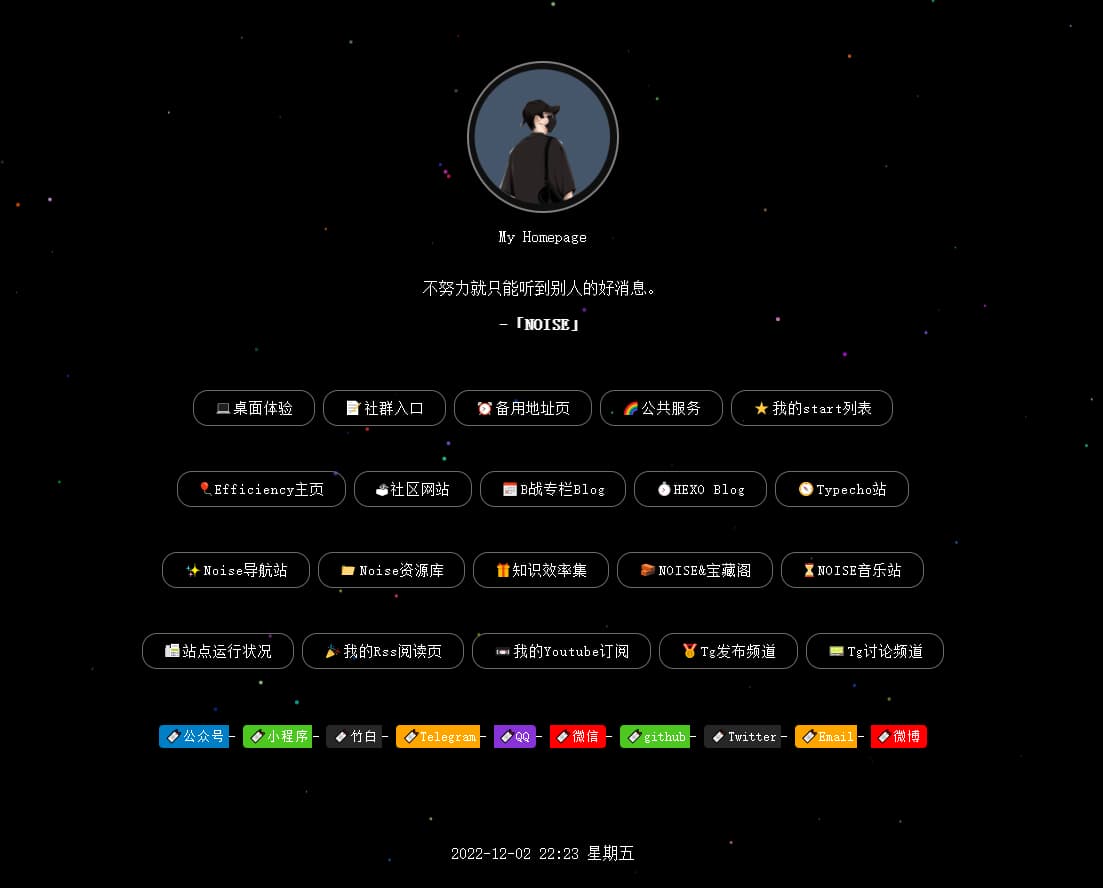 My Homepage
不努力就只能听到别人的好消息。
-「NOISE」
桌面体验 社群入口 备用地址页 公共服务 我的start列表
Efficiency主页 社区网站 B战专栏Blog HEXO Blog Typecho站
Noise导航站 Noise资源库 知识效率集 NOISE&宝藏阁 NOISE音乐站
站点运行状况 我的Rss阅读页 我的Youtube订阅 Tg发布频道 Tg讨论频道
公众号- 小程序- 竹白- Telegram- QQ- 微信- github- Twitter- Email- 微博
2022-12-02 22:23 星期五